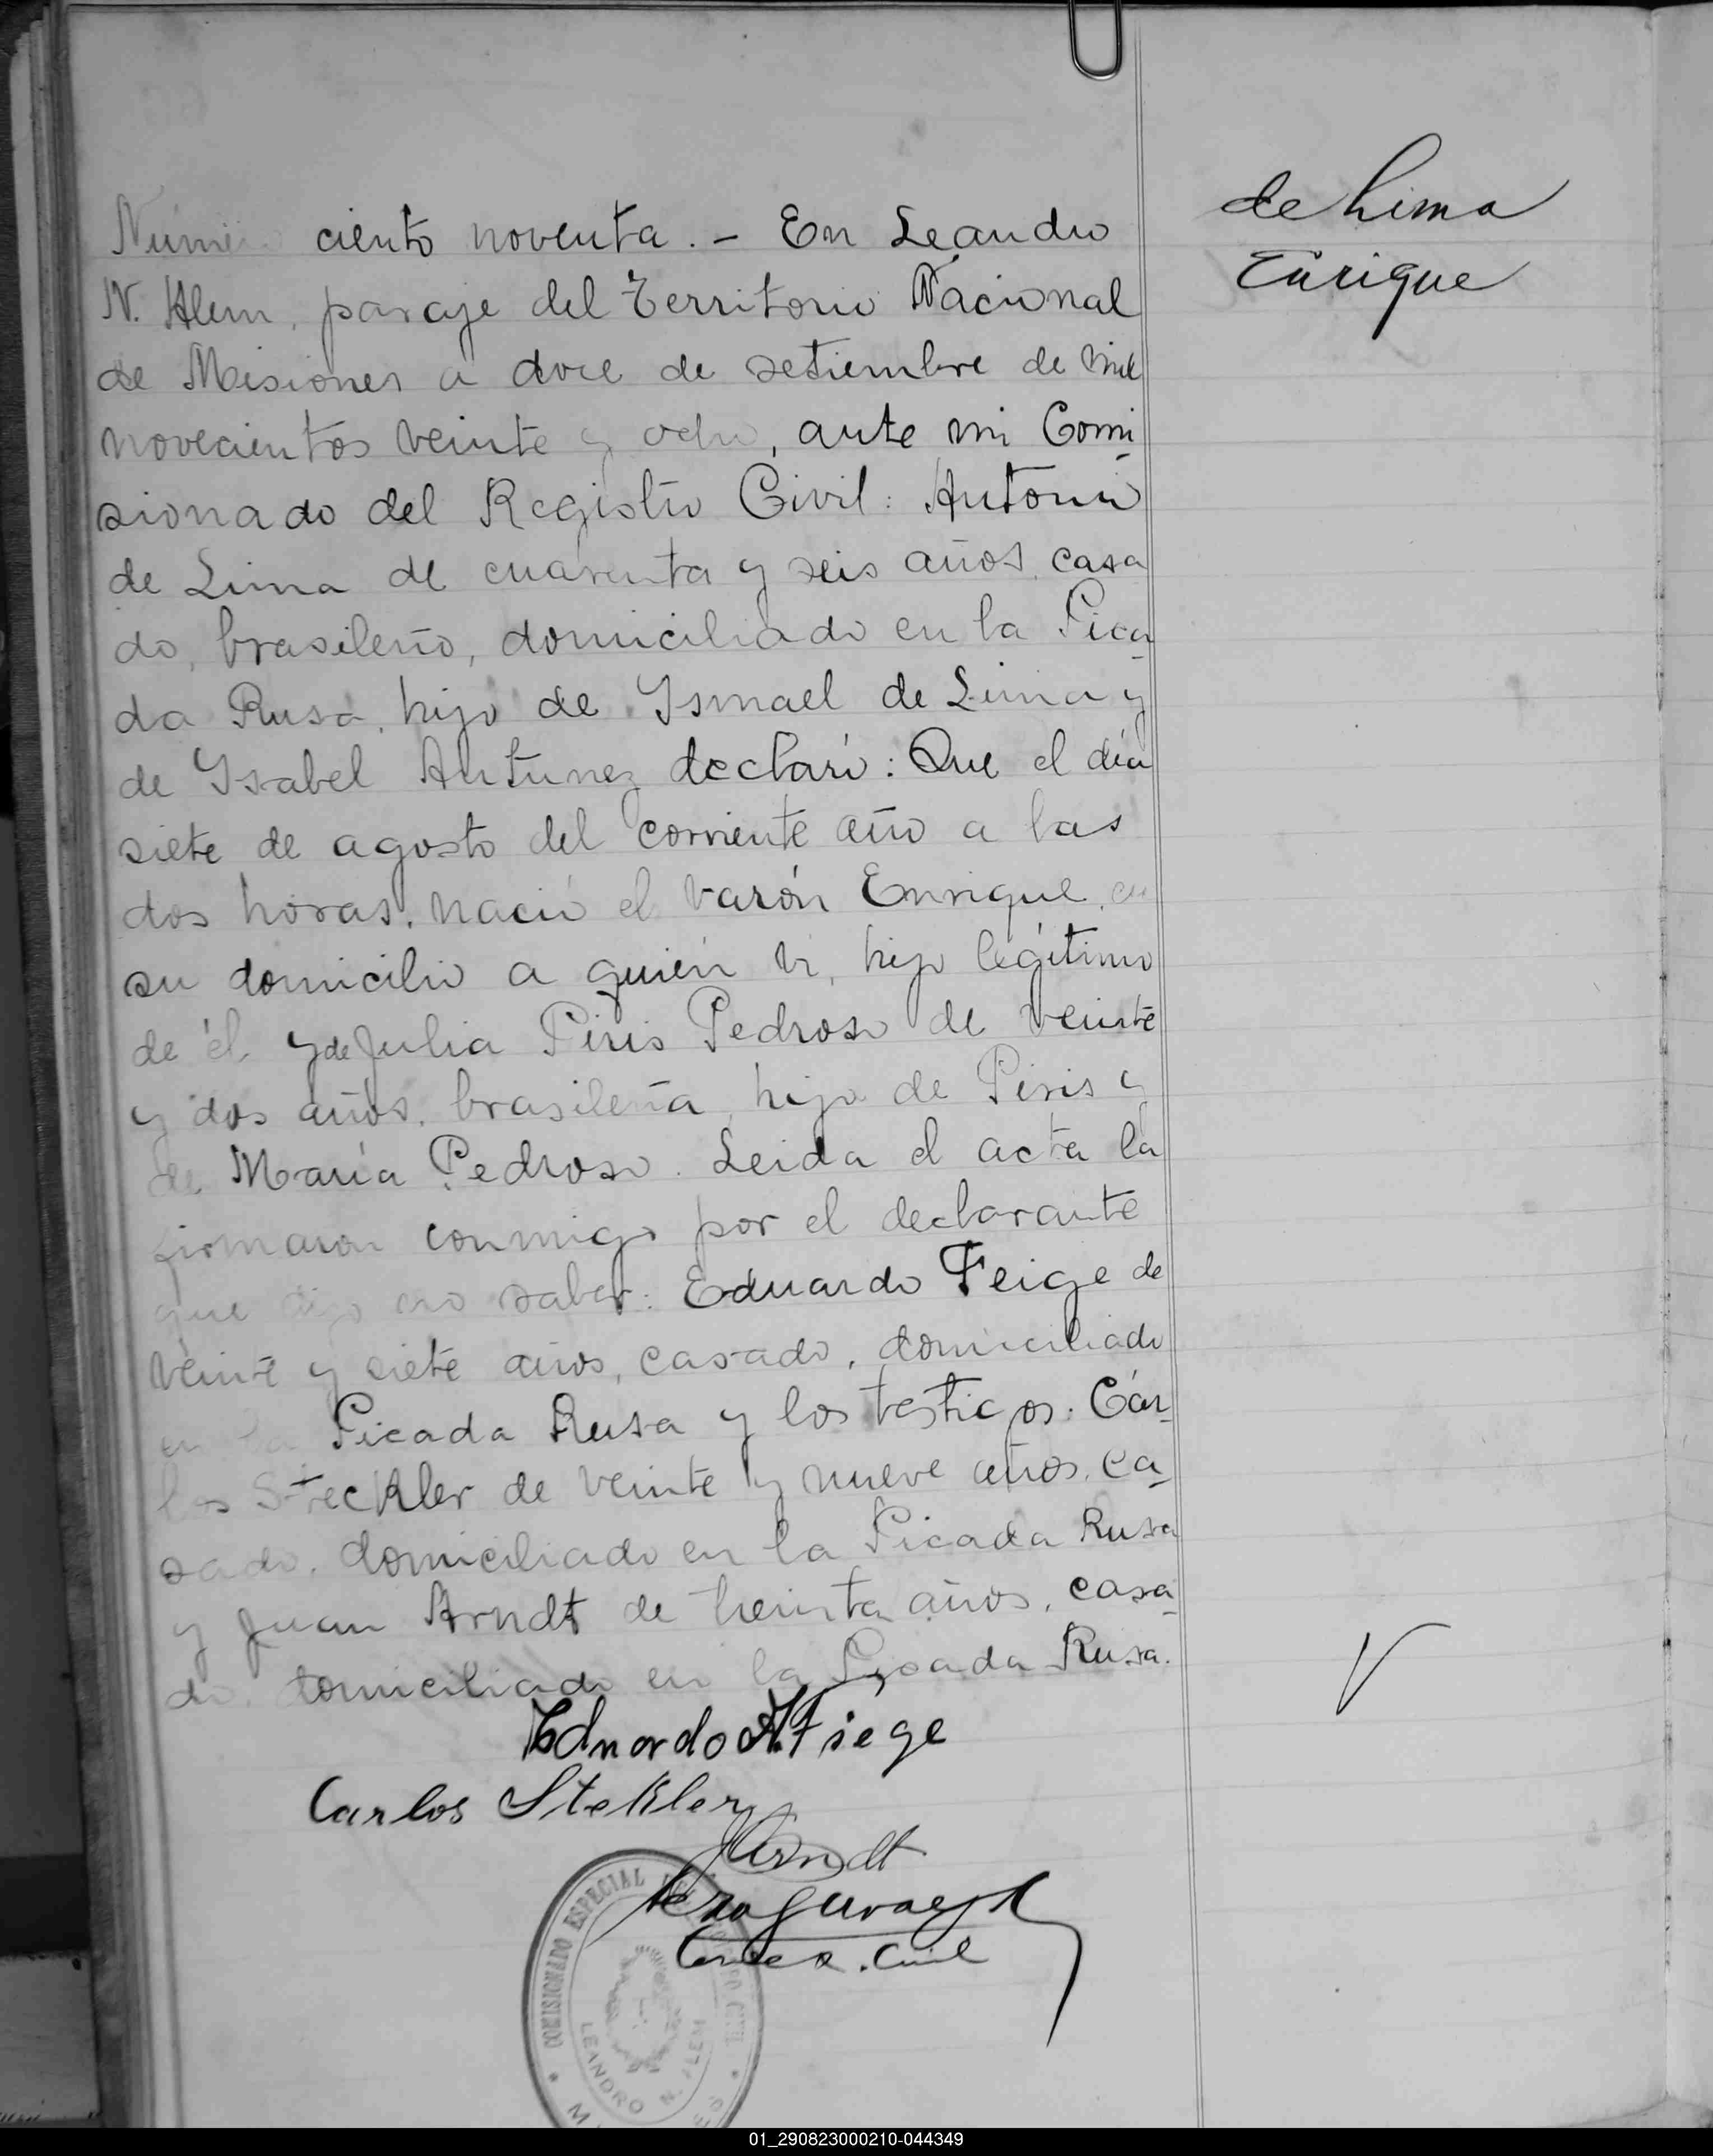 de Lima
Enrique
Número ciento noventa. - En Leandro
N. Alem, paraje del Territorio Nacional
de Misiones a doce de setiembre de mil
novecientos veinte y ocho, ante mi Comi-
sionado del Registro Civil: Antonio
de Lima de cuarenta y seis años, casa
do, brasileño, domiciliado en la Pica-
da Rusa, hijo de Ismael de Lima y
de Ysabel Antunez declaró: Que el día
siete de agosto del corriente año a las
dos horas, nació el varón Enrique, en
su domicilio a quién vi, hijo legítimo
de él y de Julia Piris Pedroso de veinte
y dos años, brasileña, hija de Piris y
de María Pedroso. Leida el acta la
firmaron conmigo por el declarante
que dijo no saber: Eduardo Feige de
veinte y siete años, casado, domiciliado
en la Picada Rusa y los testigos: Cár-
los Steckler de veinte y nueve años, ca-
sado, domiciliado en la Picada Rusa
y Juan Arndt de treinta años, casa-
do, domiciliado en la Picada Rusa.
Eduardo A. Fiege
Carlos Stekler
J Arndt
COMISIONADO ESPECIAL
CIVIL
LEANDRO N. ALEM
01_290823000210-044349